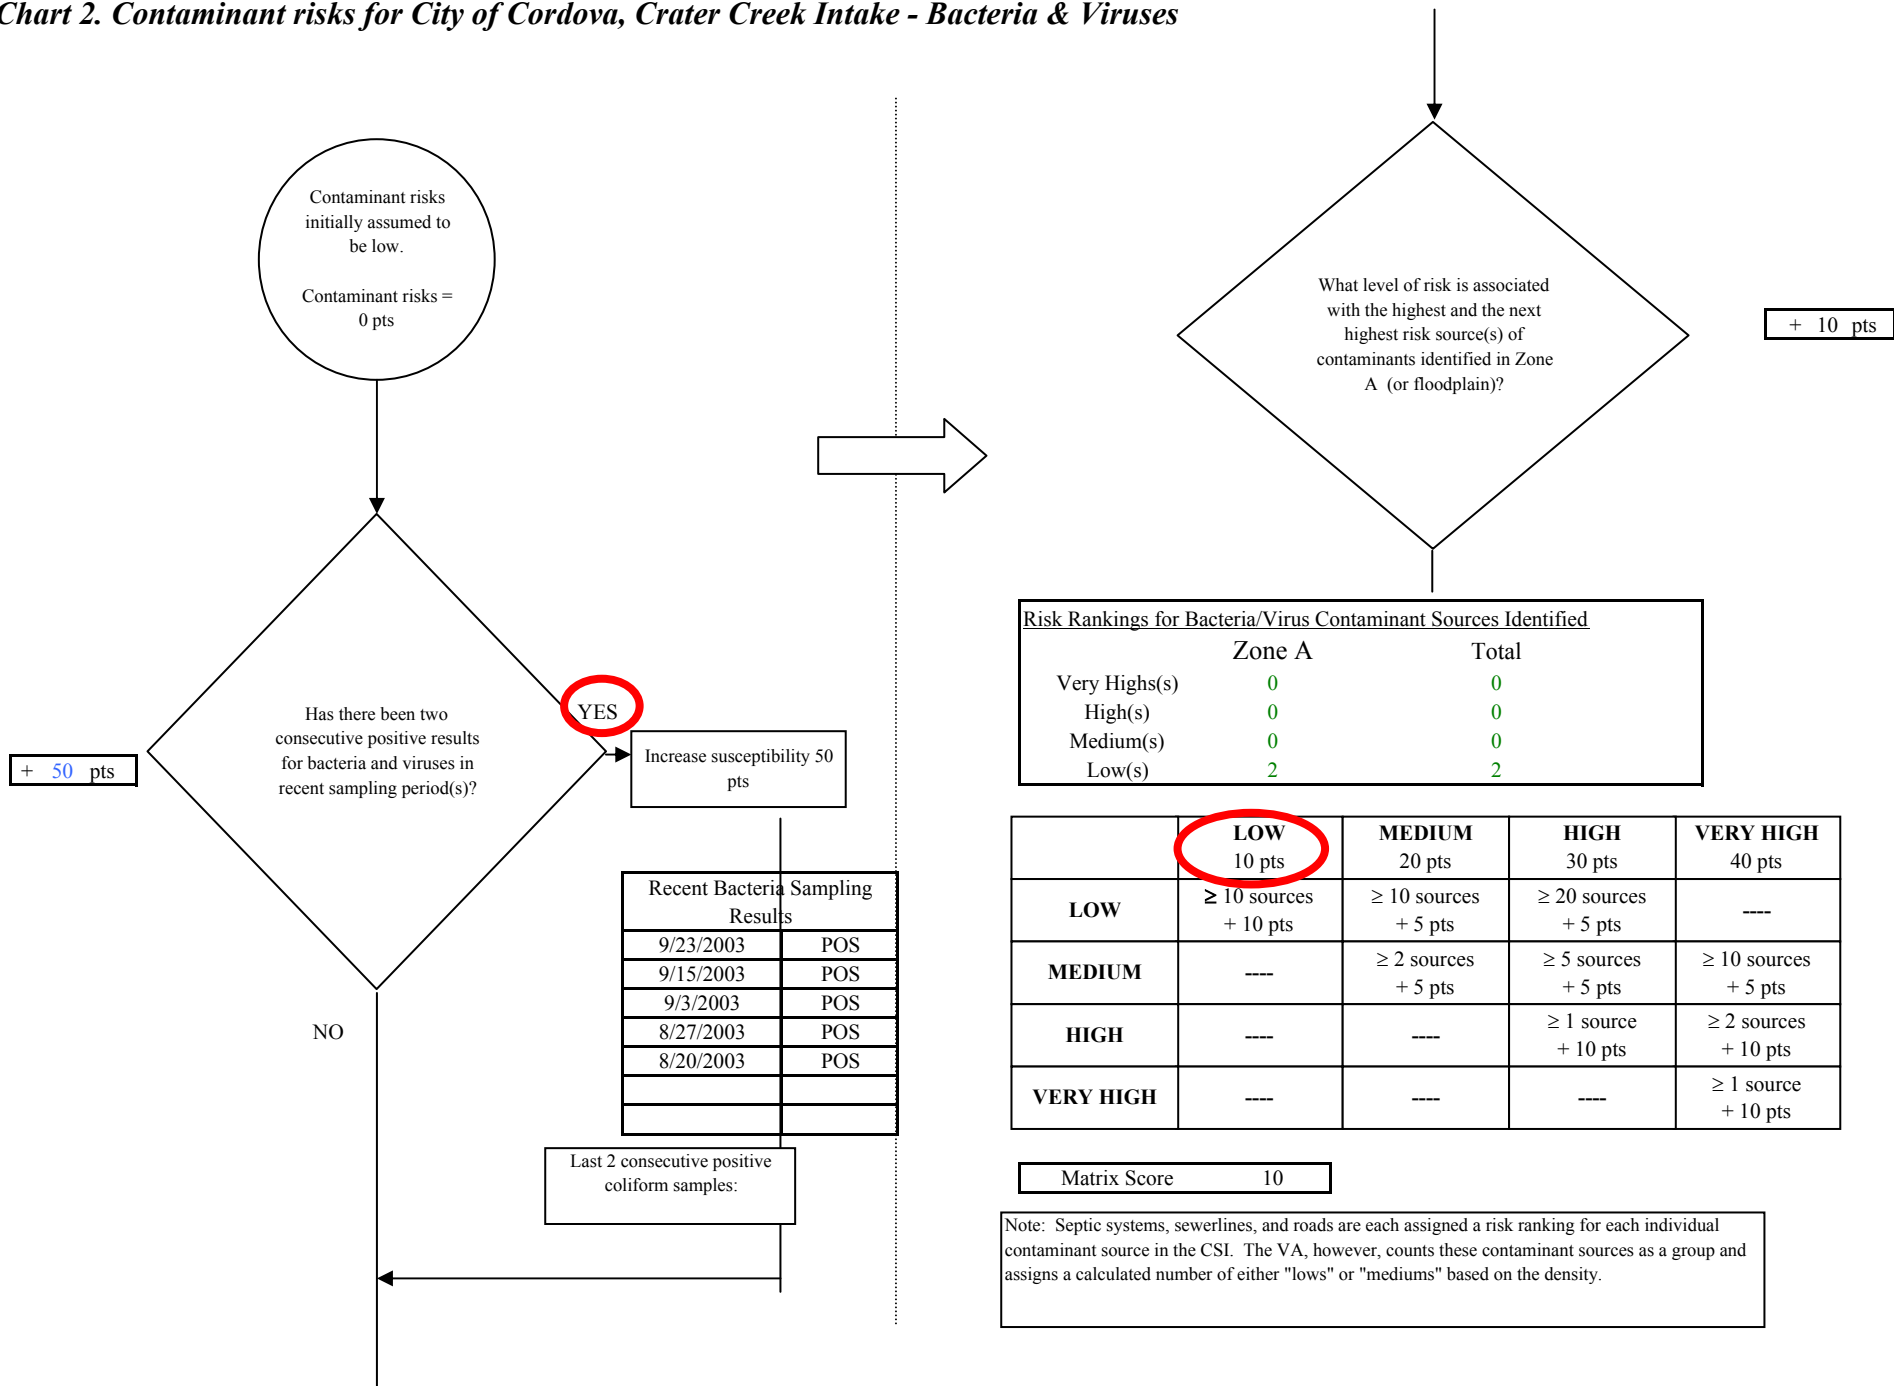 Chart 2. Contaminant risks for City of Cordova, Crater Creek Intake - Bacteria & Viruses
Contaminant risks
initially assumed to
be low.
Contaminant risks =
0 pts
Has there been two
consecutive positive results
for bacteria and viruses in
recent sampling period(s)?
+ 50 pts
YES
Increase susceptibility 50
pts
Recent Bacteria Sampling
Results
9/23/2003 POS
9/15/2003 POS
9/3/2003 POS
8/27/2003 POS
8/20/2003 POS
NO
Last 2 consecutive positive
coliform samples:
What level of risk is associated
with the highest and the next
highest risk source(s) of
contaminants identified in Zone
A (or floodplain)?
+ 10 pts
Risk Rankings for Bacteria/Virus Contaminant Sources Identified
Zone A Total
Very Highs(s) 0 0
High(s) 0 0
Medium(s) 0 0
Low(s) 2 2
LOW MEDIUM HIGH VERY HIGH
10 pts 20 pts 30 pts 40 pts
LOW ≥ 10 sources ≥ 10 sources ≥ 20 sources ----
+ 10 pts + 5 pts + 5 pts
MEDIUM ---- ≥ 2 sources ≥ 5 sources ≥ 10 sources
+ 5 pts + 5 pts + 5 pts
HIGH ---- ---- ≥ 1 source ≥ 2 sources
+ 10 pts + 10 pts
VERY HIGH ---- ---- ---- ≥ 1 source
+ 10 pts
Matrix Score 10
Note: Septic systems, sewerlines, and roads are each assigned a risk ranking for each individual
contaminant source in the CSI. The VA, however, counts these contaminant sources as a group and
assigns a calculated number of either "lows" or "mediums" based on the density.